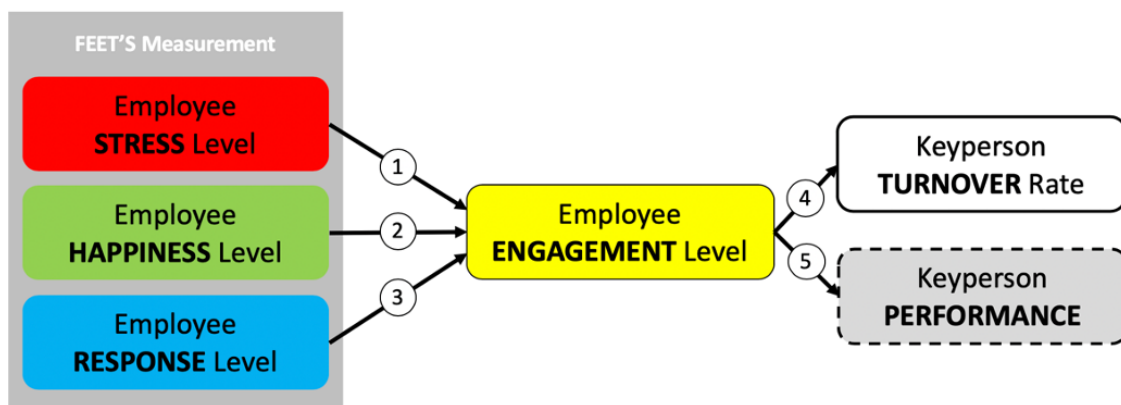 FEET'S Measurement
Employee
STRESS Level
Employee
HAPPINESS Level
Employee
RESPONSE Level
1
2
3
Employee
ENGAGEMENT Level
4
5
Keyperson
TURNOVER Rate
Keyperson
PERFORMANCE